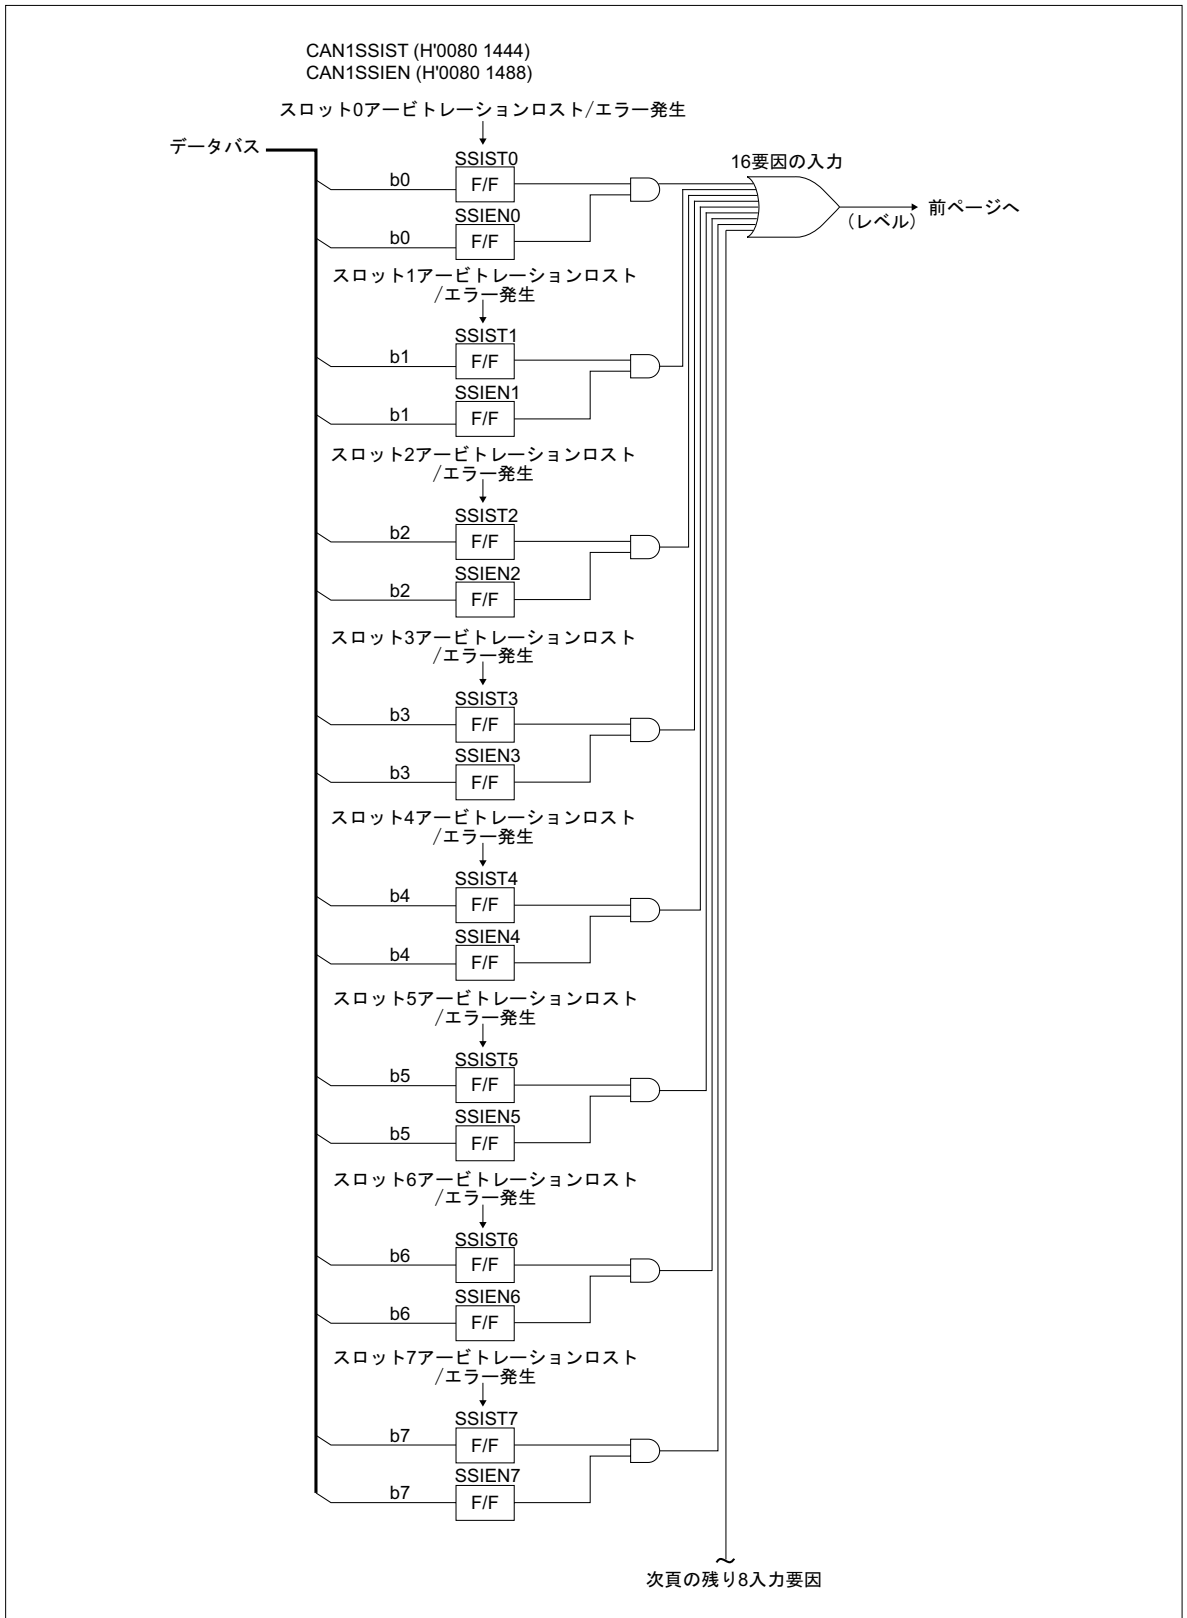 CAN1SSIST (H'0080 1444)
CAN1SSIEN (H'0080 1488)
スロット0アービトレーションロスト/エラー発生
データバス
SSIST0
16要因の入力
b0
F/F
(レベル)
前ページへ
SSIEN0
b0
F/F
スロット1アービトレーションロスト
/エラー発生
SSIST1
b1
F/F
SSIEN1
b1
F/F
スロット2アービトレーションロスト
/エラー発生
SSIST2
b2
F/F
SSIEN2
b2
F/F
スロット3アービトレーションロスト
/エラー発生
SSIST3
b3
F/F
SSIEN3
b3
F/F
スロット4アービトレーションロスト
/エラー発生
SSIST4
b4
F/F
SSIEN4
b4
F/F
スロット5アービトレーションロスト
/エラー発生
SSIST5
b5
F/F
SSIEN5
b5
F/F
スロット6アービトレーションロスト
/エラー発生
SSIST6
b6
F/F
SSIEN6
b6
F/F
スロット7アービトレーションロスト
/エラー発生
SSIST7
b7
F/F
SSIEN7
b7
F/F
次頁の残り8入力要因